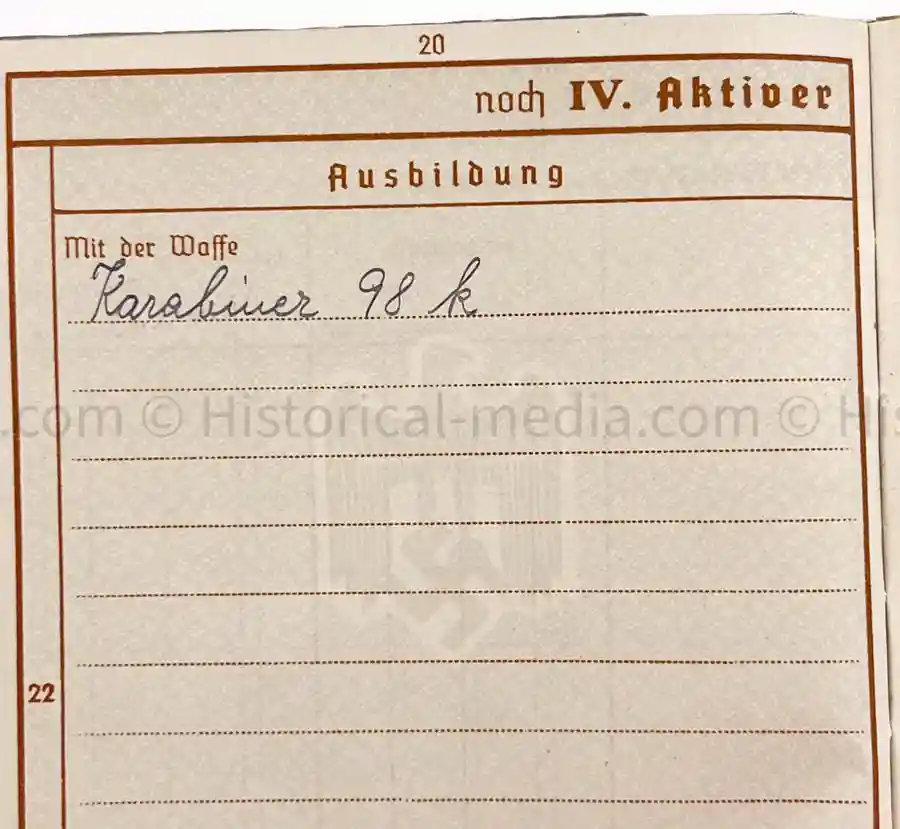 20
noch IV. Aktiver
Ausbildung
Mit der Waffe
Karabiner 98 k
.com © Historical-media.com © His
22